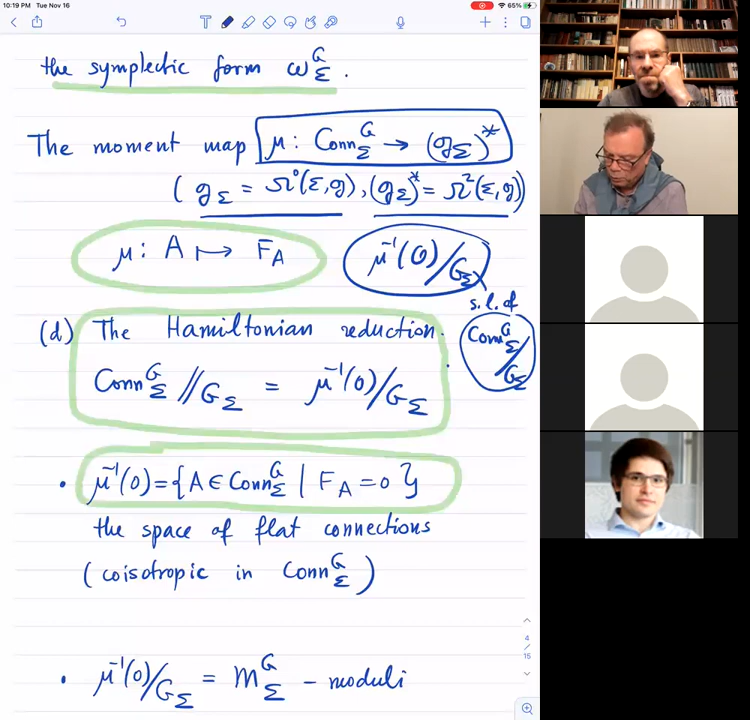 10:19 PM Tue Nov 16
65%
the symplectic form ω^G_Σ.
The moment map μ: Conn^G_Σ → (g_Σ)^*
(g_Σ = Ω^0(Σ,g), (g_Σ)^* = Ω^2(Σ,g))
μ: A ↦ F_A
μ^{-1}(0)/G_Σ
s.l.of
Conn^G_Σ/G_Σ
(d) The Hamiltonian reduction.
Conn^G_Σ//G_Σ = μ^{-1}(0)/G_Σ
• μ^{-1}(0)={A∈Conn^G_Σ | F_A=0}
the space of flat connections
(coisotropic in Conn^G_Σ)
4/15
• μ^{-1}(0)/G_Σ = M^G_Σ – moduli